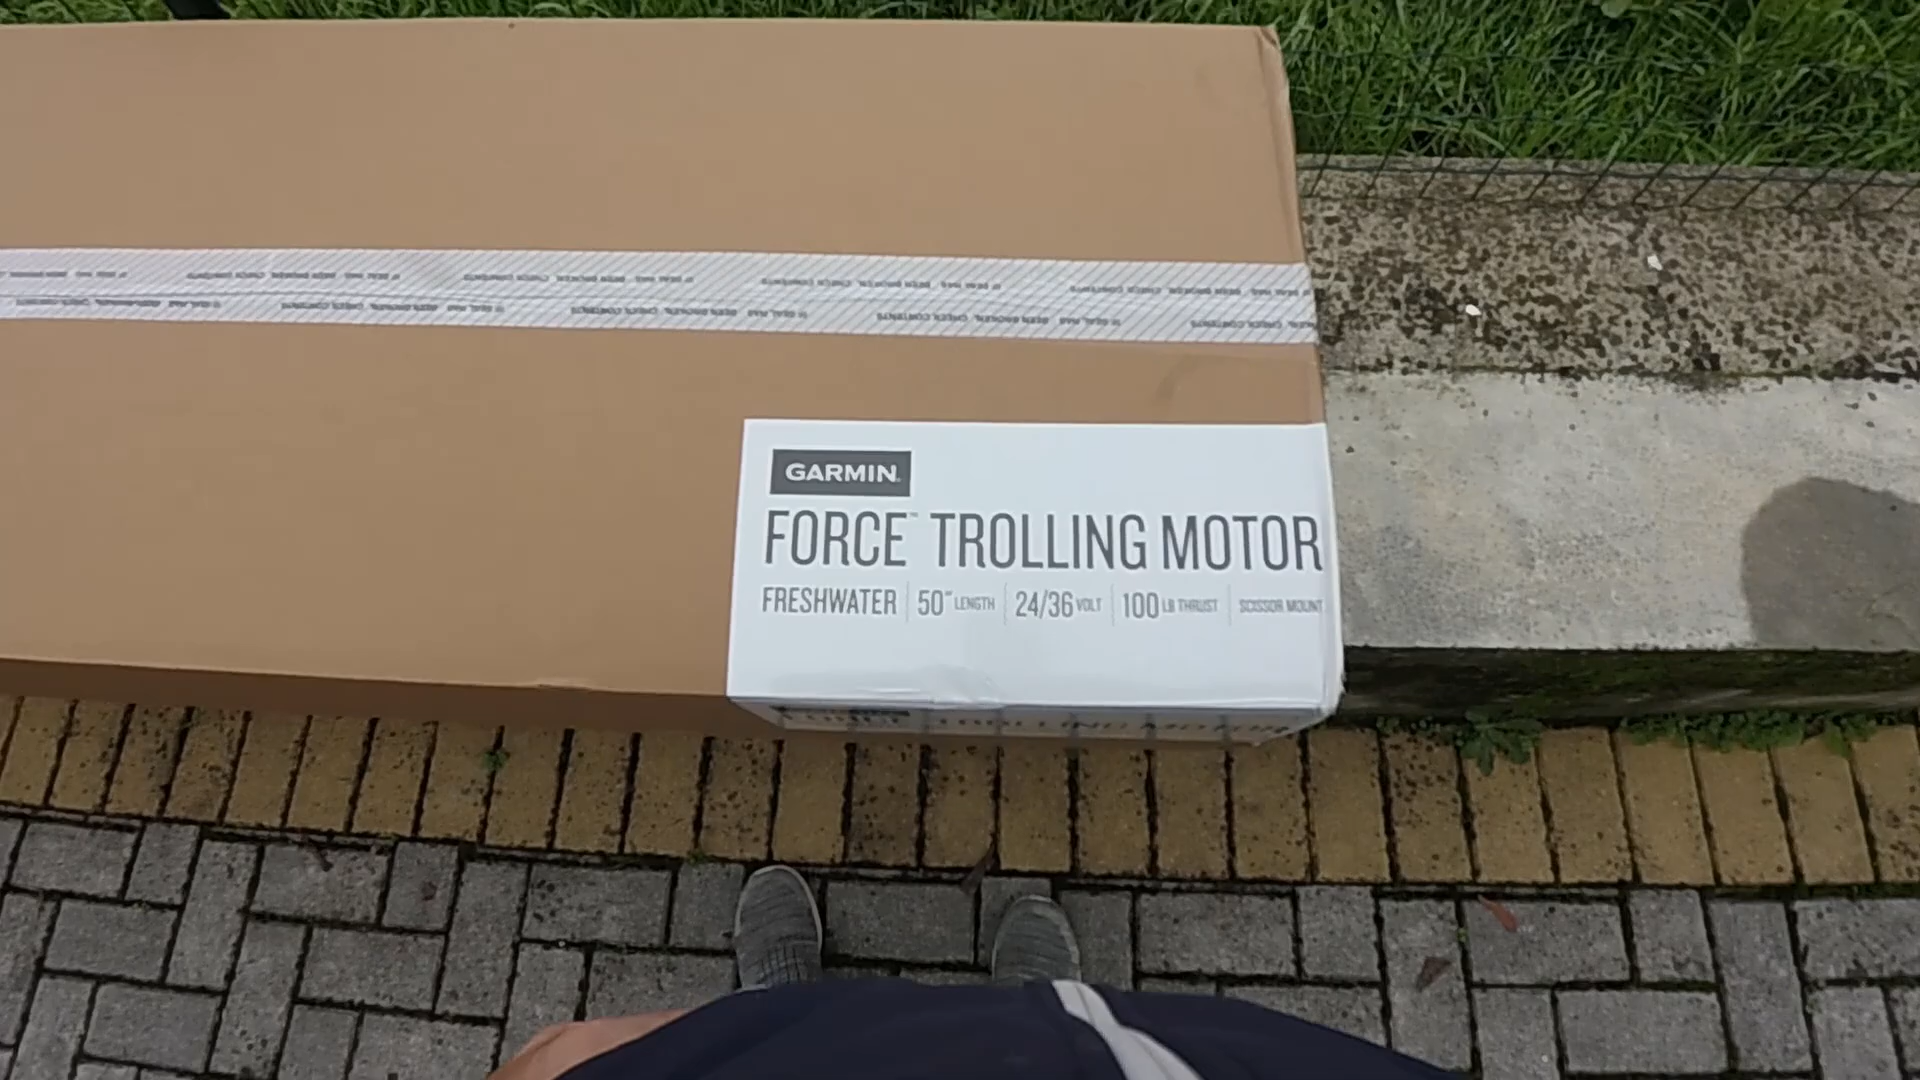 GARMIN
FORCE™ TROLLING MOTOR
FRESHWATER | 50" LENGTH | 24/36 VOLT | 100 LB THRUST | SCISSOR MOUNT